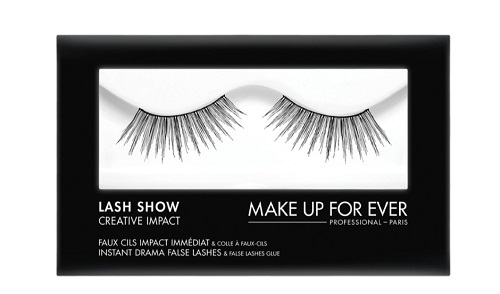 LASH SHOW
CREATIVE IMPACT
MAKE UP FOR EVER
PROFESSIONAL – PARIS
FAUX CILS IMPACT IMMÉDIAT & COLLE À FAUX-CILS
INSTANT DRAMA FALSE LASHES & FALSE LASHES GLUE